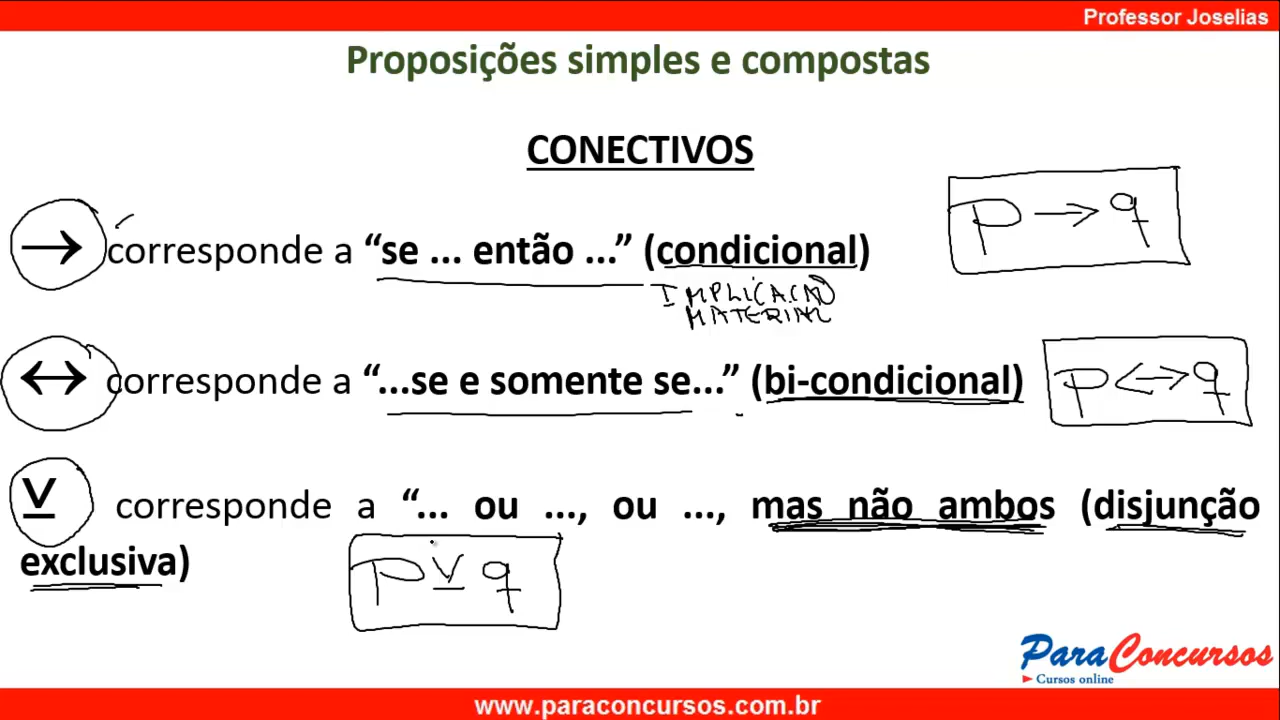 Professor Joselias
Proposições simples e compostas
CONECTIVOS
→ corresponde a “se ... então ...” (condicional)
p → q
IMPLICAÇÃO
MATERIAL
↔ corresponde a “...se e somente se...” (bi-condicional)
p ↔ q
⊻ corresponde a “... ou ..., ou ..., mas não ambos (disjunção
exclusiva)
p ⊻ q
ParaConcursos
Cursos online
www.paraconcursos.com.br